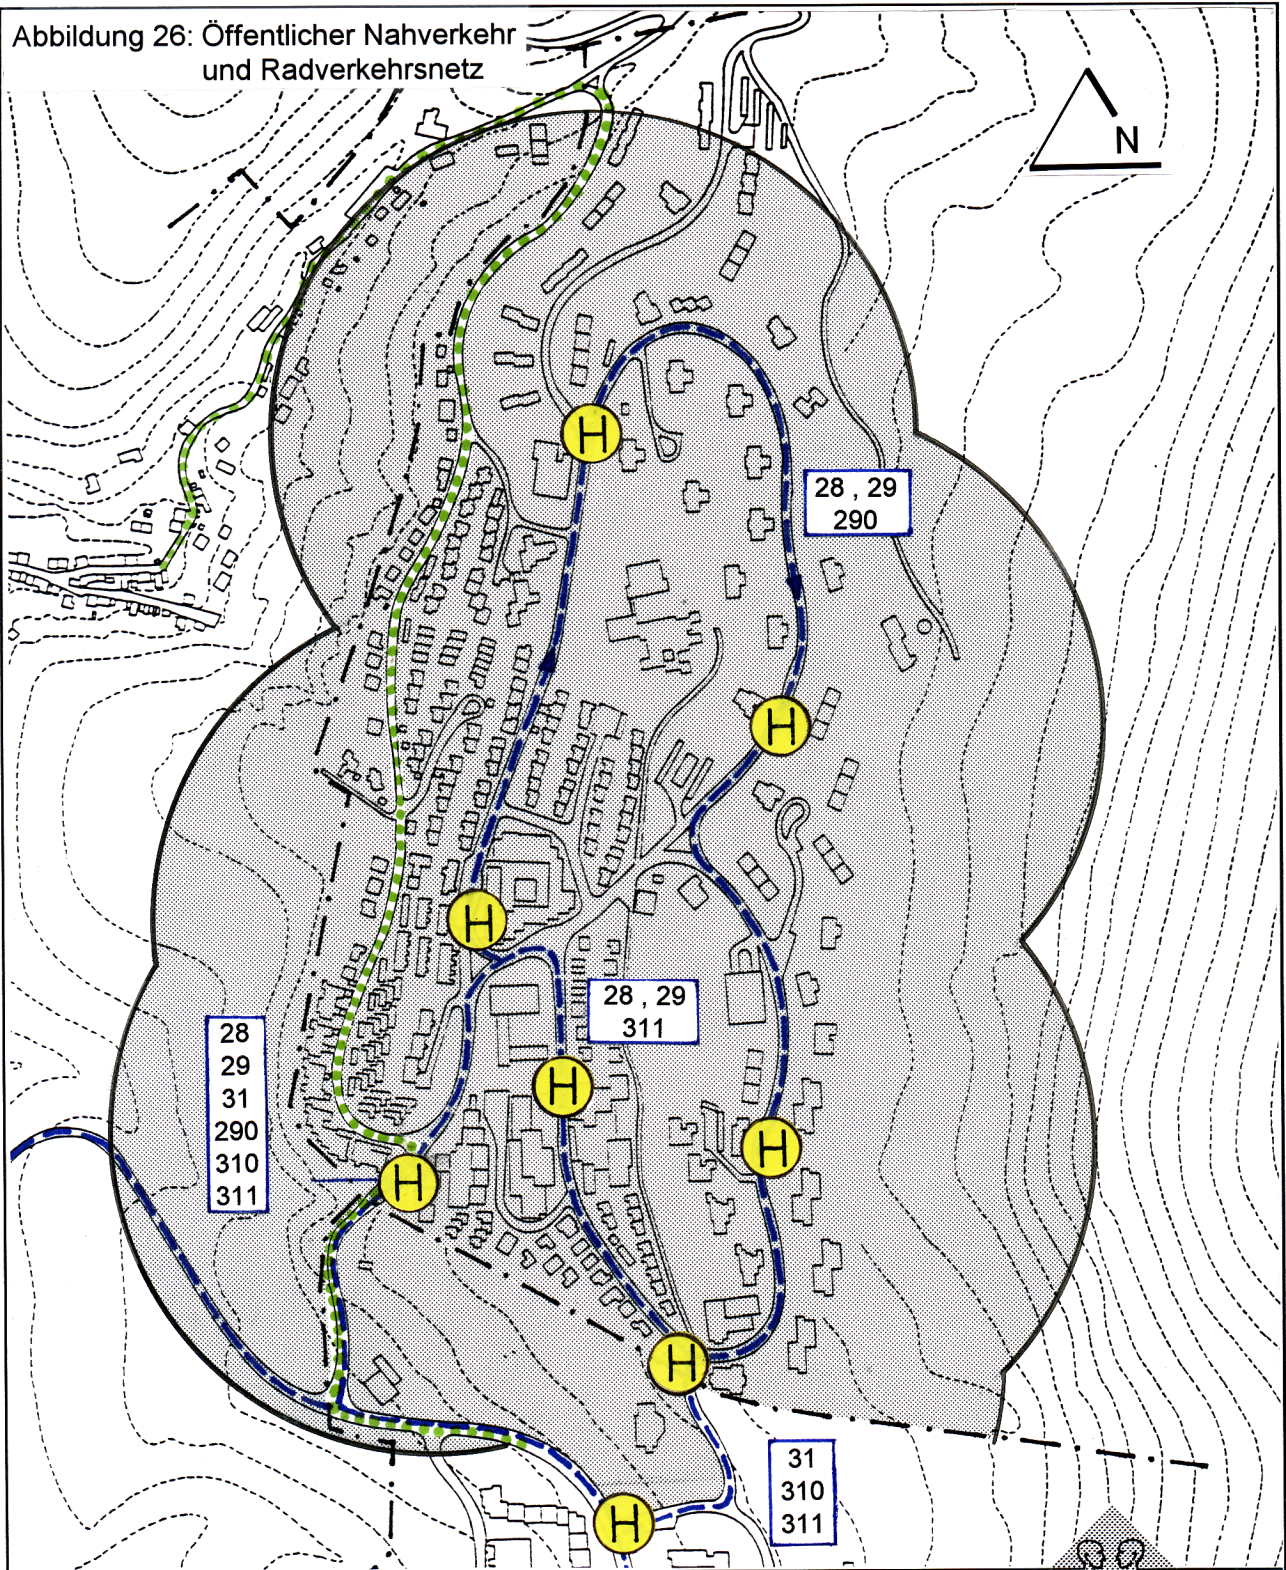 Abbildung 26: Öffentlicher Nahverkehr
und Radverkehrsnetz
N
H
28 , 29
290
H
H
28 , 29
311
H
28
29
31
290
310
311
H
H
H
31
310
311
H